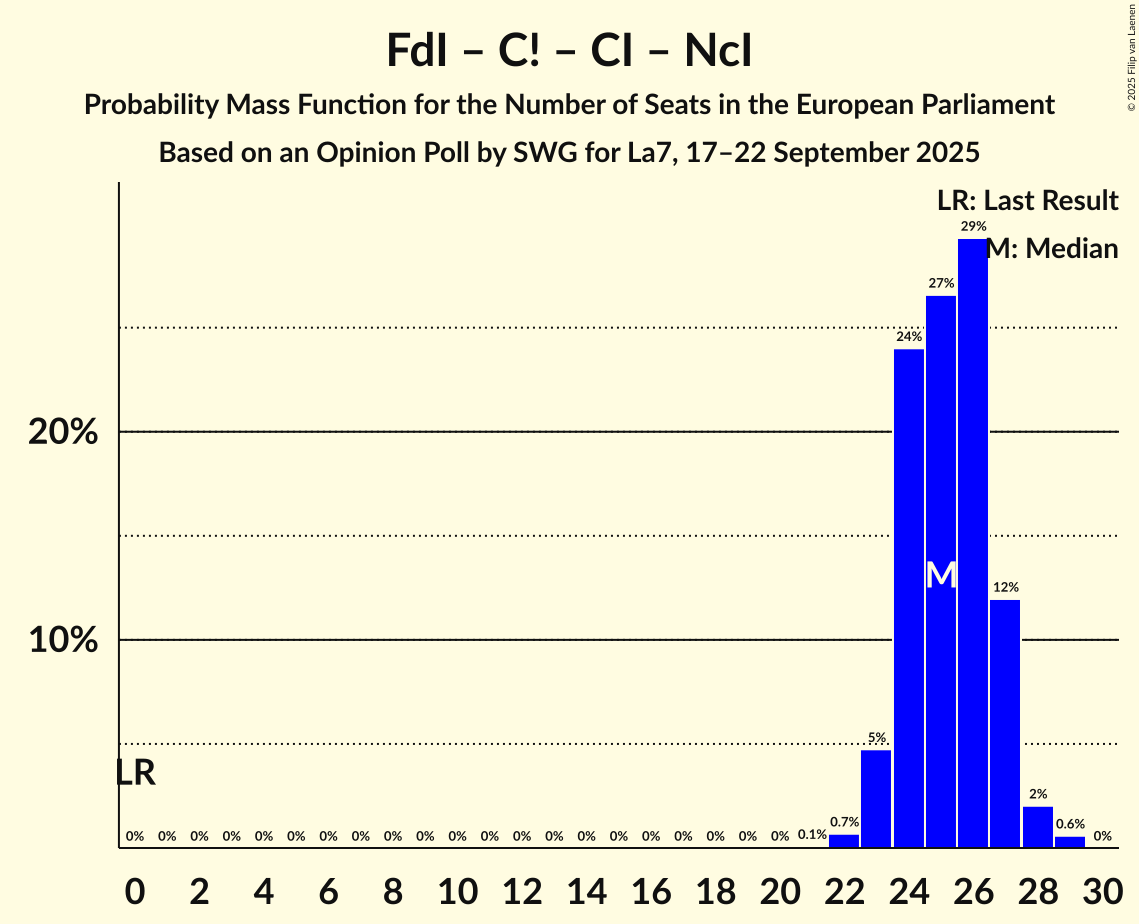 FdI – C! – CI – NcI
Probability Mass Function for the Number of Seats in the European Parliament
Based on an Opinion Poll by SWG for La7, 17–22 September 2025
© 2025 Filip van Laenen
LR: Last Result
M: Median
20%
10%
LR
M
0% 0% 0% 0% 0% 0% 0% 0% 0% 0% 0% 0% 0% 0% 0% 0% 0% 0% 0% 0% 0% 0.1% 0.7% 5% 24% 27% 29% 12% 2% 0.6% 0%
0 2 4 6 8 10 12 14 16 18 20 22 24 26 28 30